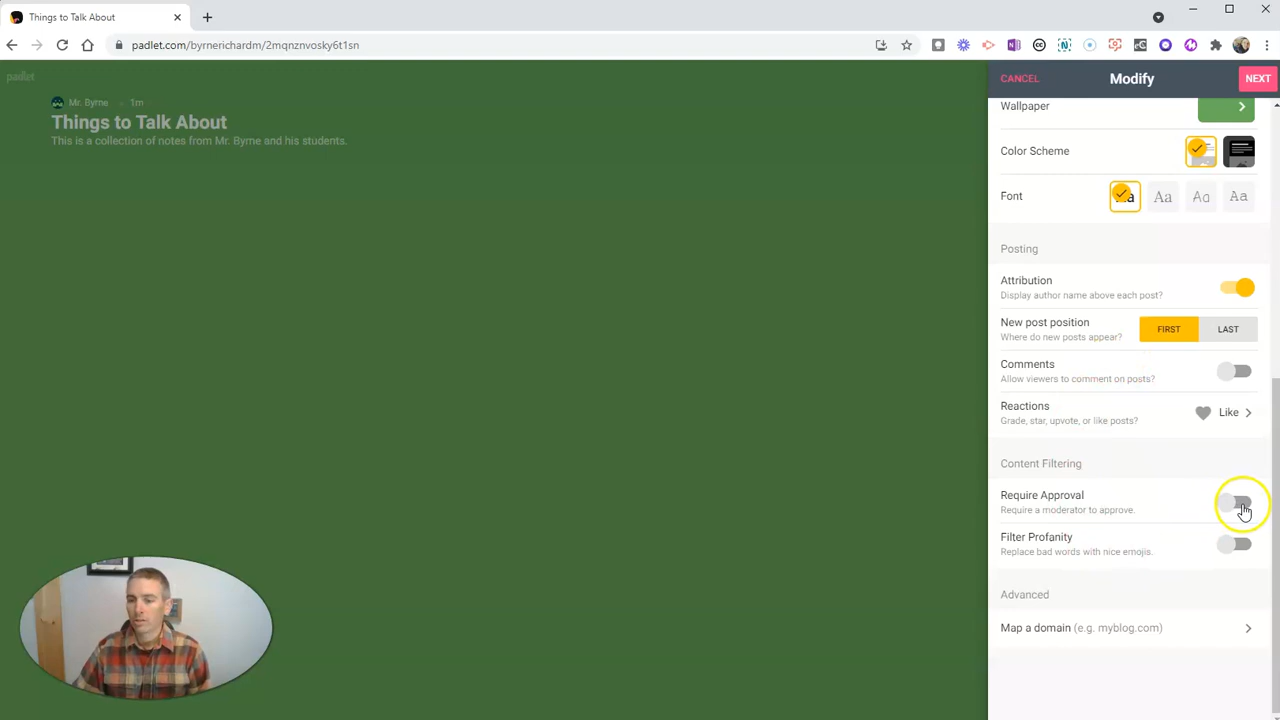 Things to Talk About
padlet.com/byrnerichardm/2mqnznvosky6t1sn
padlet
Mr. Byrne 1m
Things to Talk About
This is a collection of notes from Mr. Byrne and his students.
CANCEL Modify NEXT
Wallpaper
Color Scheme
Font Aa Aa Aa Aa
Posting
Attribution
Display author name above each post?
New post position FIRST LAST
Where do new posts appear?
Comments
Allow viewers to comment on posts?
Reactions Like
Grade, star, upvote, or like posts?
Content Filtering
Require Approval
Require a moderator to approve.
Filter Profanity
Replace bad words with nice emojis.
Advanced
Map a domain (e.g. myblog.com)